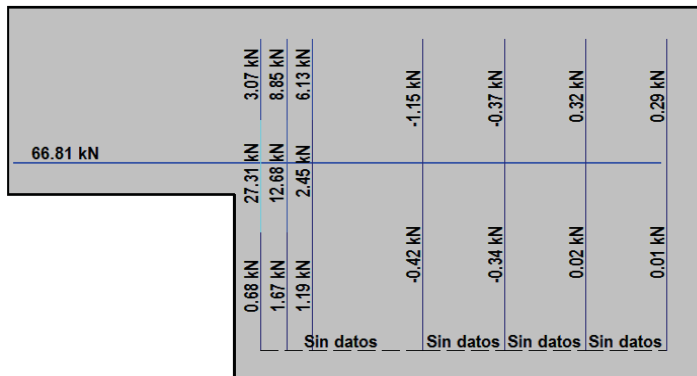 3.07 kN
8.85 kN
6.13 kN
-1.15 kN
-0.37 kN
0.32 kN
0.29 kN
66.81 kN
27.31 kN
12.68 kN
2.45 kN
0.68 kN
1.67 kN
1.19 kN
-0.42 kN
-0.34 kN
0.02 kN
0.01 kN
Sin datos
Sin datos
Sin datos
Sin datos